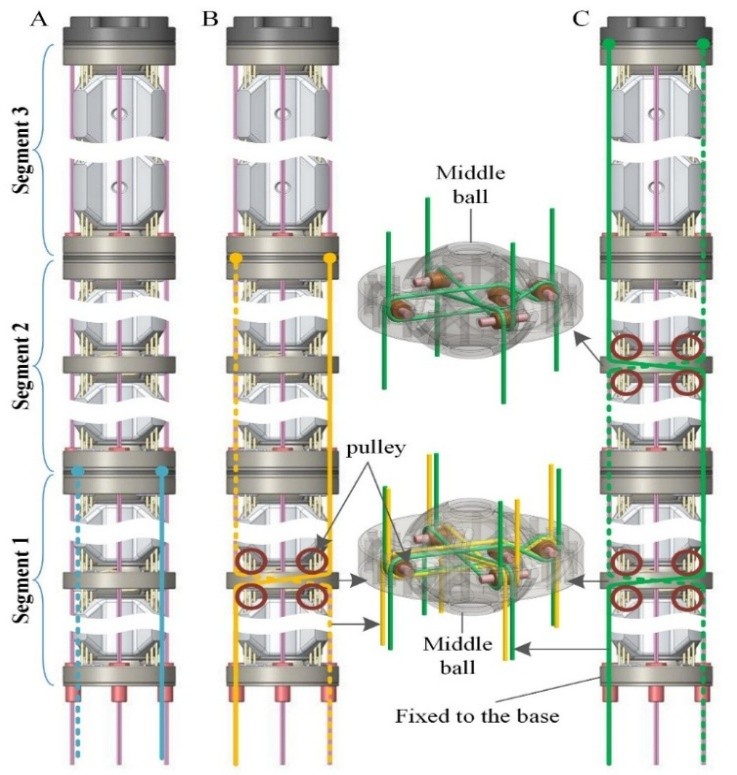 A
B
C
Segment 3
Middle
ball
Segment 2
pulley
Segment 1
Middle
ball
Fixed to the base